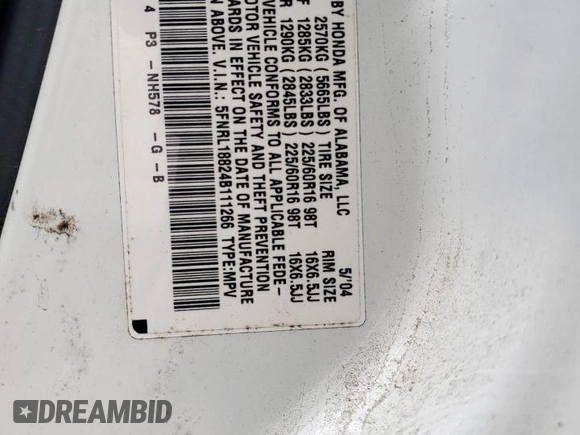 BY HONDA MFG. OF ALABAMA, LLC 5/'04
2570KG (5665LBS) TIRE SIZE RIM SIZE
F 1285KG (2833LBS) 225/60R16 98T 16X6.5JJ
R 1290KG (2845LBS) 225/60R16 98T 16X6.5JJ
VEHICLE CONFORMS TO ALL APPLICABLE FEDE-
OTOR VEHICLE SAFETY AND THEFT PREVENTION
ARDS IN EFFECT ON THE DATE OF MANUFACTURE
N ABOVE. V.I.N.: 5FNRL18824B111266 TYPE:MPV
4 P3 -NH578 -G -B
DREAMBID